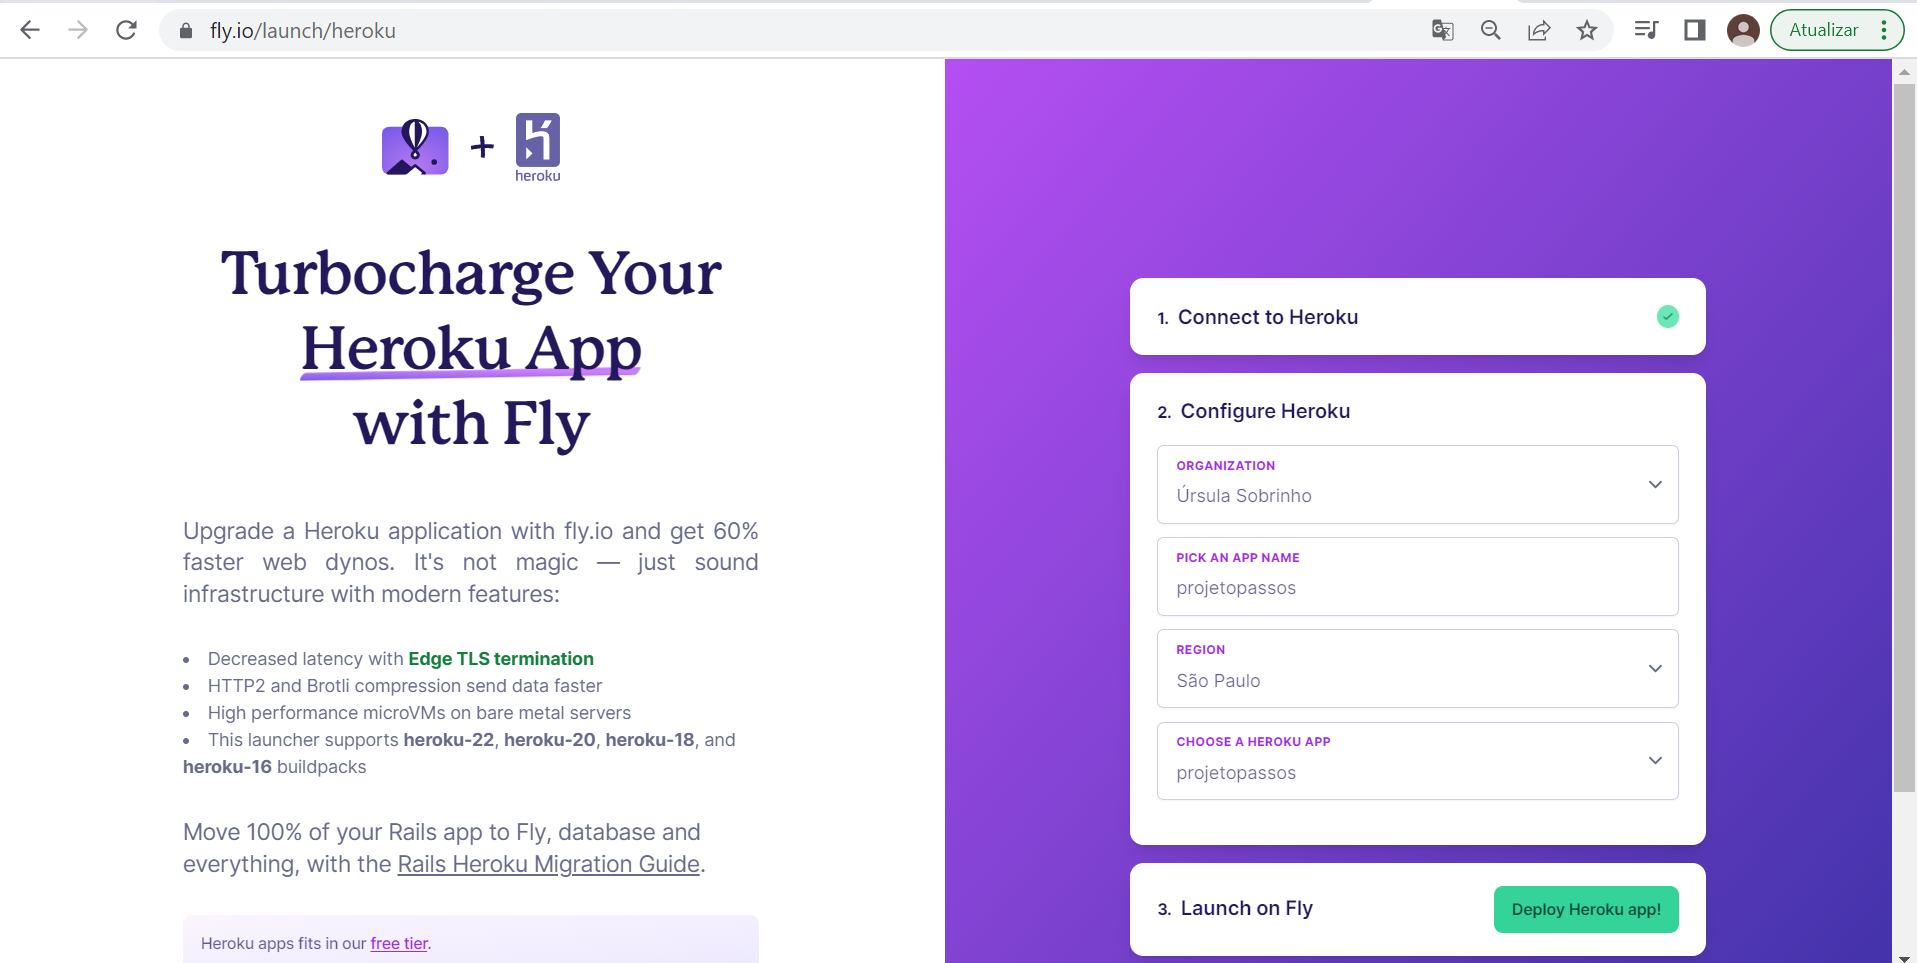 fly.io/launch/heroku
Atualizar
+
heroku
Turbocharge Your
Heroku App
with Fly
Upgrade a Heroku application with fly.io and get 60%
faster web dynos. It's not magic — just sound
infrastructure with modern features:
• Decreased latency with Edge TLS termination
• HTTP2 and Brotli compression send data faster
• High performance microVMs on bare metal servers
• This launcher supports heroku-22, heroku-20, heroku-18, and
heroku-16 buildpacks
Move 100% of your Rails app to Fly, database and
everything, with the Rails Heroku Migration Guide.
Heroku apps fits in our free tier.
1. Connect to Heroku
2. Configure Heroku
ORGANIZATION
Úrsula Sobrinho
PICK AN APP NAME
projetopassos
REGION
São Paulo
CHOOSE A HEROKU APP
projetopassos
3. Launch on Fly
Deploy Heroku app!